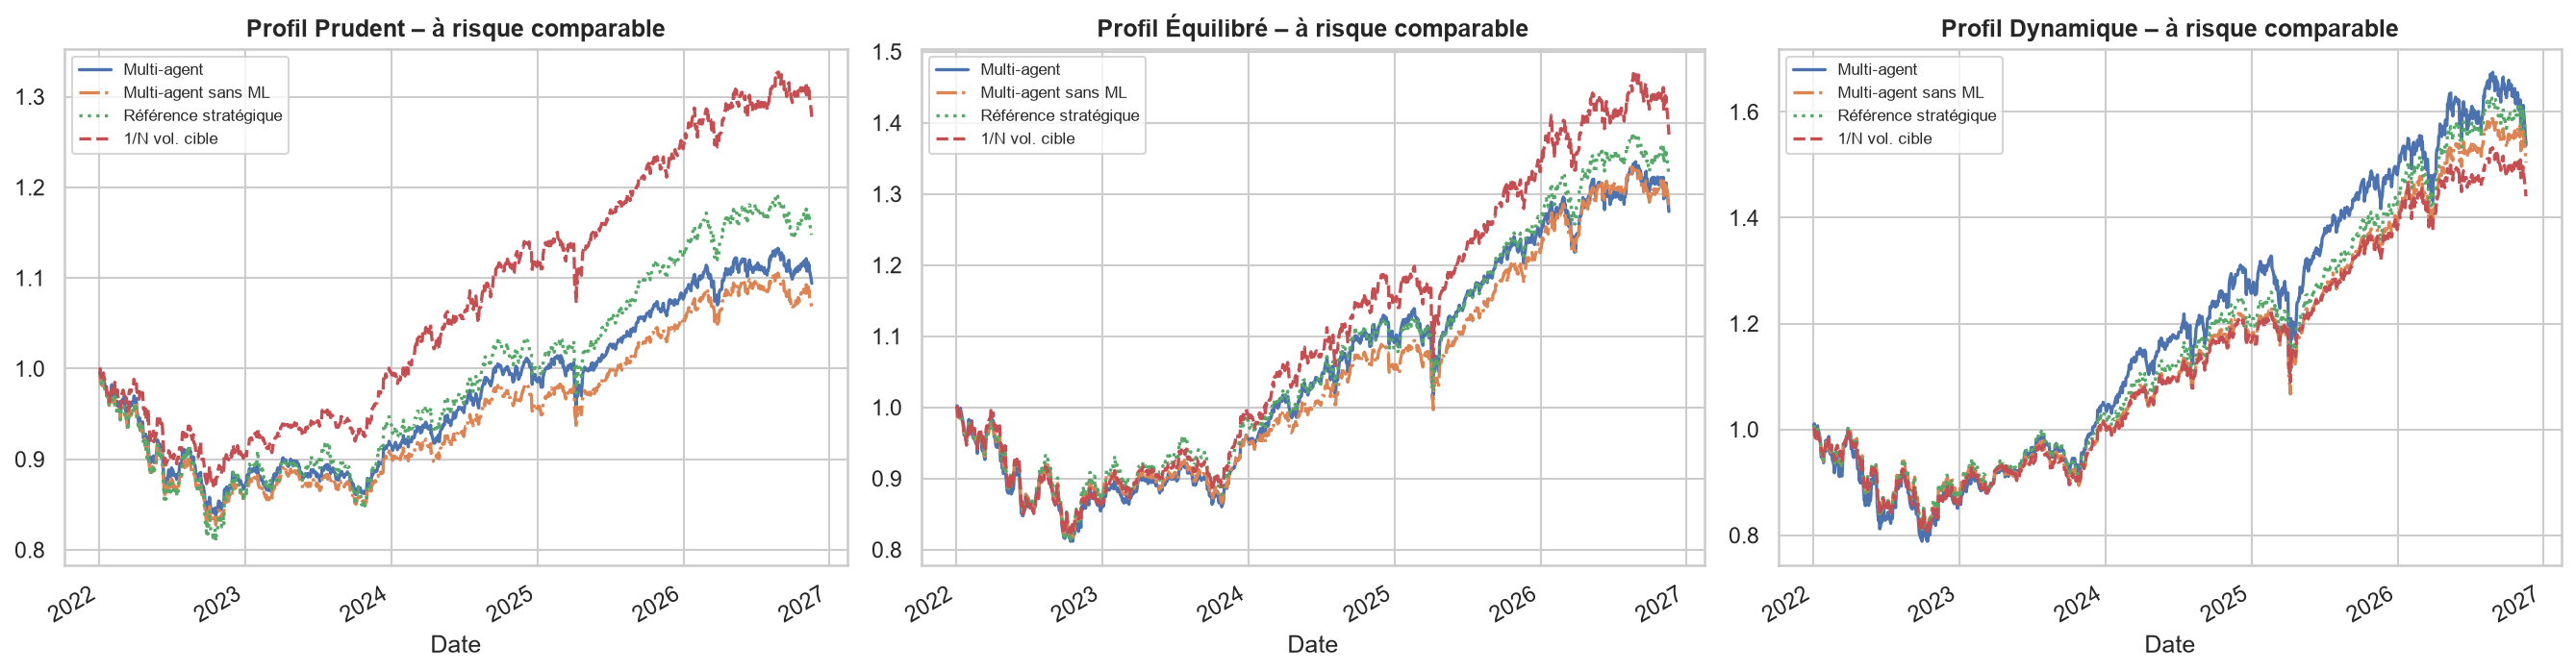 Profil Prudent – à risque comparable
Multi-agent
Multi-agent sans ML
Référence stratégique
1/N vol. cible
1.3
1.2
1.1
1.0
0.9
0.8
2022
2023
2024
2025
2026
2027
Date
Profil Équilibré – à risque comparable
Multi-agent
Multi-agent sans ML
Référence stratégique
1/N vol. cible
1.5
1.4
1.3
1.2
1.1
1.0
0.9
0.8
2022
2023
2024
2025
2026
2027
Date
Profil Dynamique – à risque comparable
Multi-agent
Multi-agent sans ML
Référence stratégique
1/N vol. cible
1.6
1.4
1.2
1.0
0.8
2022
2023
2024
2025
2026
2027
Date